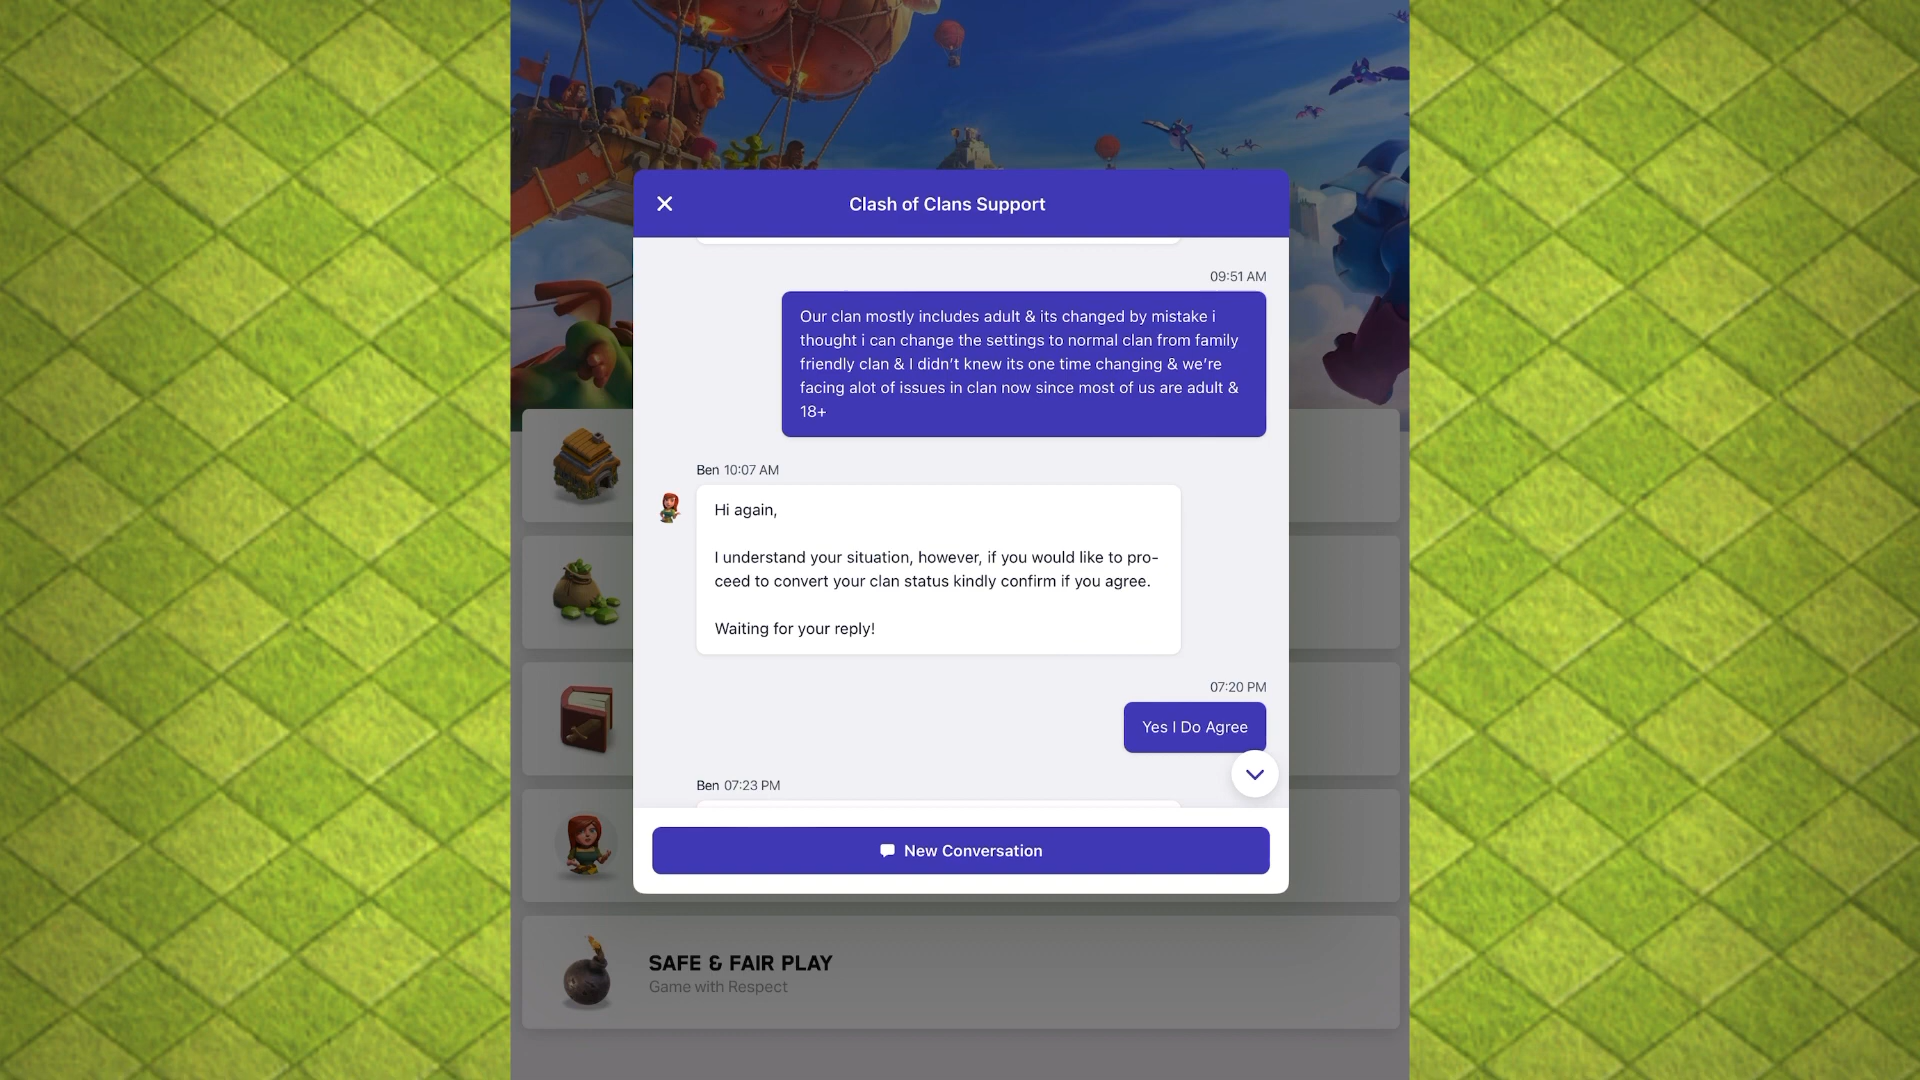 Clash of Clans Support
09:51 AM
Our clan mostly includes adult & its changed by mistake i
thought i can change the settings to normal clan from family
friendly clan & I didn’t knew its one time changing & we’re
facing alot of issues in clan now since most of us are adult &
18+
Ben 10:07 AM
Hi again,
I understand your situation, however, if you would like to pro-
ceed to convert your clan status kindly confirm if you agree.
Waiting for your reply!
07:20 PM
Yes I Do Agree
Ben 07:23 PM
New Conversation
SAFE & FAIR PLAY
Game with Respect